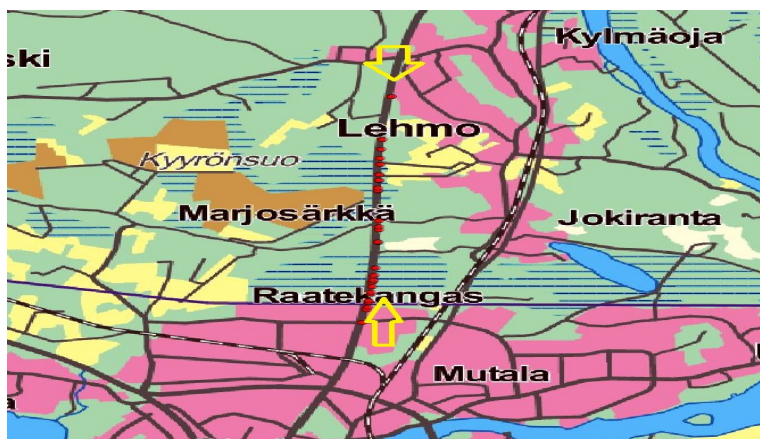 Kylmäoja
ski
Lehmo
Kyyrönsuo
Marjosärkkä
Jokiranta
Raatekangas
Mutala
a